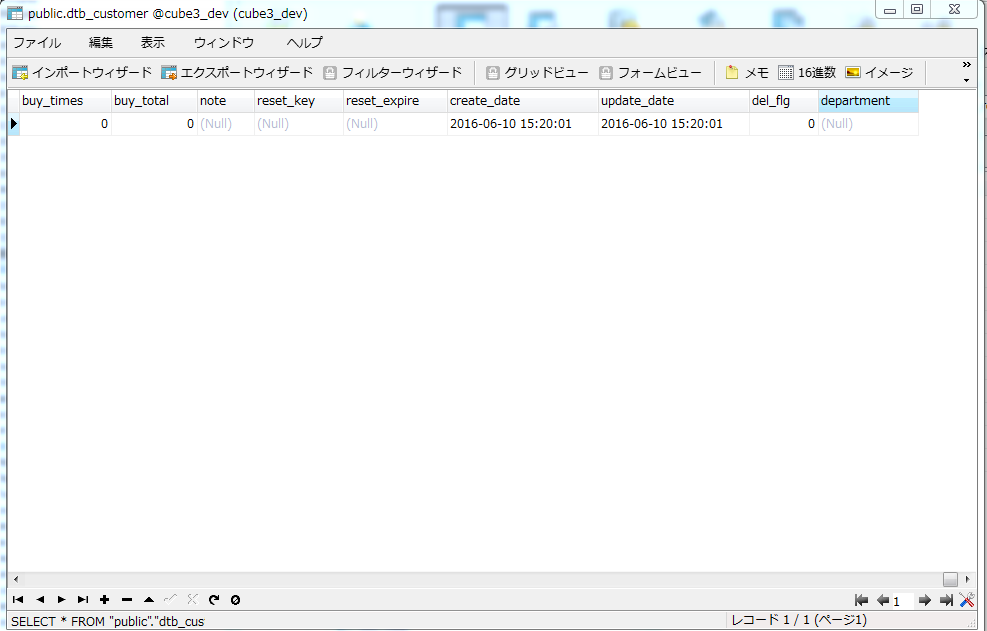 public.dtb_customer @cube3_dev (cube3_dev)
ファイル 編集 表示 ウィンドウ ヘルプ
インポートウィザード エクスポートウィザード フィルターウィザード グリッドビュー フォームビュー メモ 16進数 イメージ
buy_times buy_total note reset_key reset_expire create_date update_date del_flg department
0 0 (Null) (Null) (Null) 2016-06-10 15:20:01 2016-06-10 15:20:01 0 (Null)
1
SELECT * FROM "public"."dtb_cus レコード 1 / 1 (ページ1)